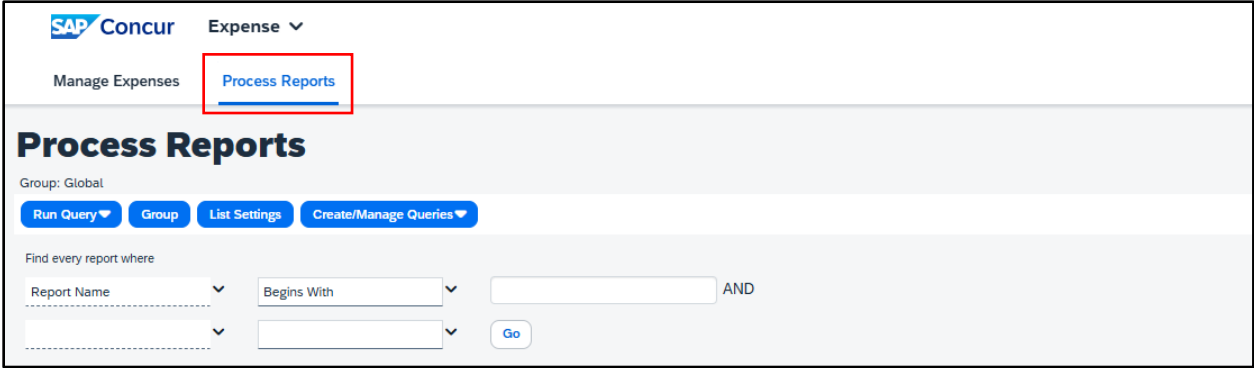 SAP Concur Expense
Manage Expenses Process Reports
Process Reports
Group: Global
Run Query Group List Settings Create/Manage Queries
Find every report where
Report Name Begins With AND
Go